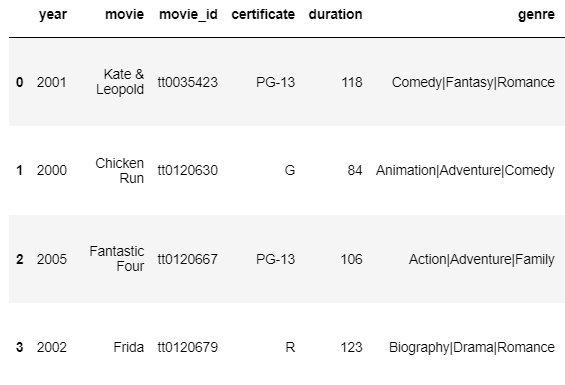 year movie movie_id certificate duration genre
0 2001 Kate & Leopold tt0035423 PG-13 118 Comedy|Fantasy|Romance
1 2000 Chicken Run tt0120630 G 84 Animation|Adventure|Comedy
2 2005 Fantastic Four tt0120667 PG-13 106 Action|Adventure|Family
3 2002 Frida tt0120679 R 123 Biography|Drama|Romance